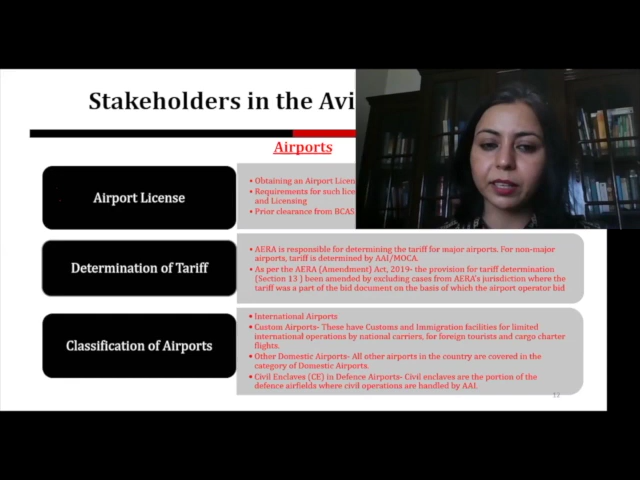 Stakeholders in the Avi
Airports
Airport License
• Obtaining an Airport Licen
• Requirements for such lice
and Licensing
• Prior clearance from BCAS
Determination of Tariff
• AERA is responsible for determining the tariff for major airports. For non-major
airports, tariff is determined by AAI/MOCA.
• As per the AERA (Amendment) Act, 2019- the provision for tariff determination
(Section 13 ) been amended by excluding cases from AERA's jurisdiction where the
tariff was a part of the bid document on the basis of which the airport operator bid
Classification of Airports
• International Airports
• Custom Airports- These have Customs and Immigration facilities for limited
international operations by national carriers, for foreign tourists and cargo charter
flights.
• Other Domestic Airports- All other airports in the country are covered in the
category of Domestic Airports.
• Civil Enclaves (CE) in Defence Airports- Civil enclaves are the portion of the
defence airfields where civil operations are handled by AAI.